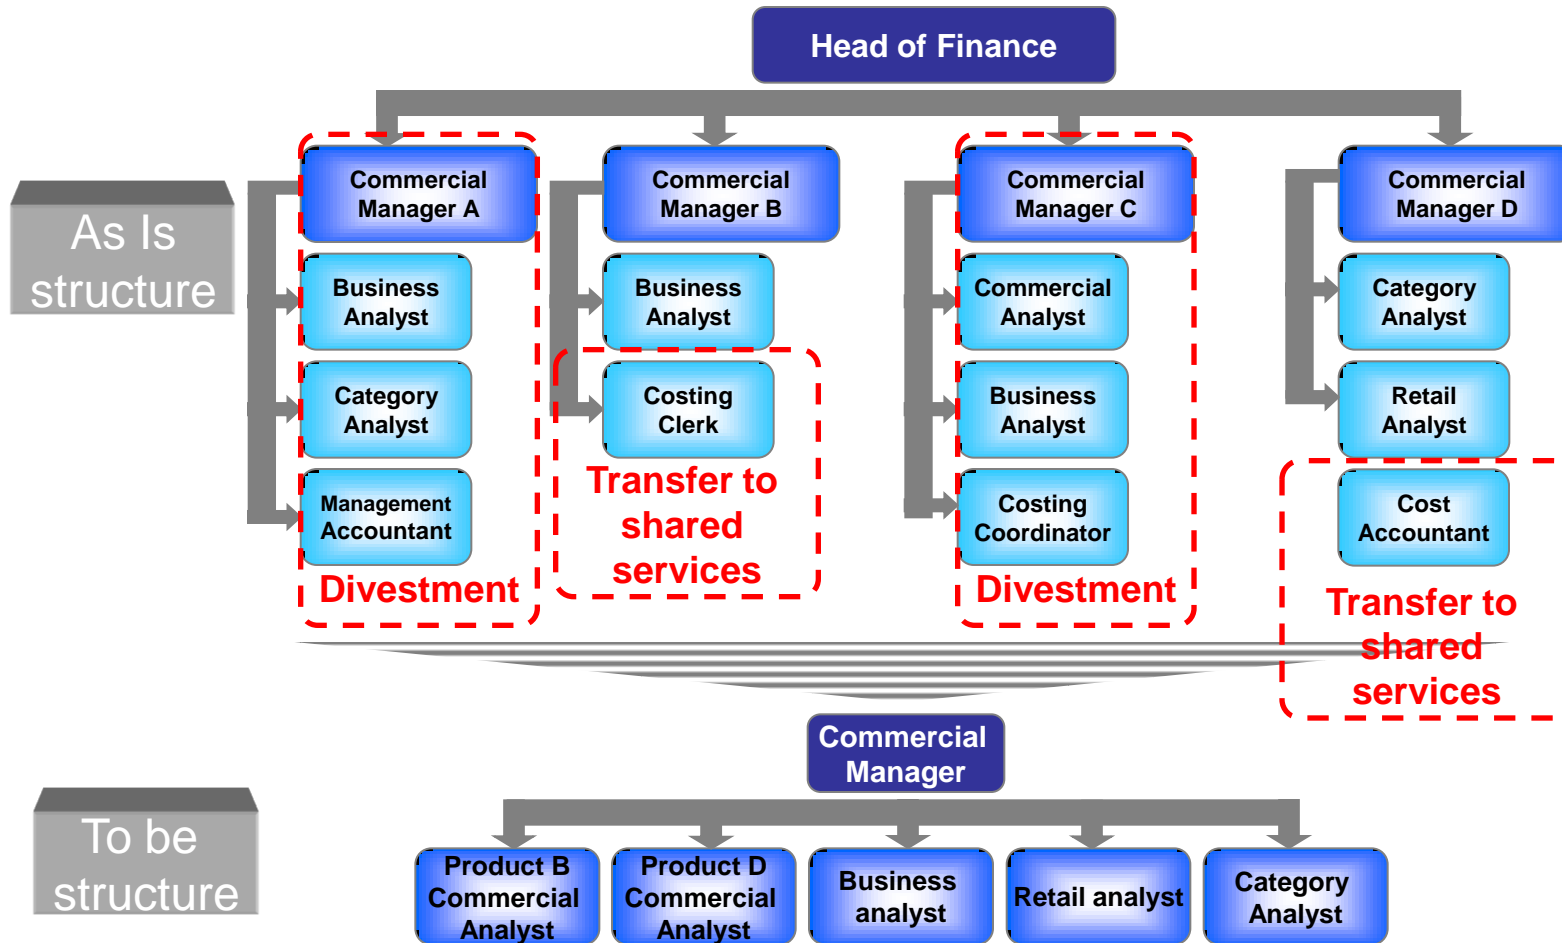 Head of Finance
As Is
structure
Commercial
Manager A
Business
Analyst
Category
Analyst
Management
Accountant
Divestment
Commercial
Manager B
Business
Analyst
Costing
Clerk
Transfer to
shared
services
Commercial
Manager C
Commercial
Analyst
Business
Analyst
Costing
Coordinator
Divestment
Commercial
Manager D
Category
Analyst
Retail
Analyst
Cost
Accountant
Transfer to
shared
services
To be
structure
Commercial
Manager
Product B
Commercial
Analyst
Product D
Commercial
Analyst
Business
analyst
Retail analyst
Category
Analyst